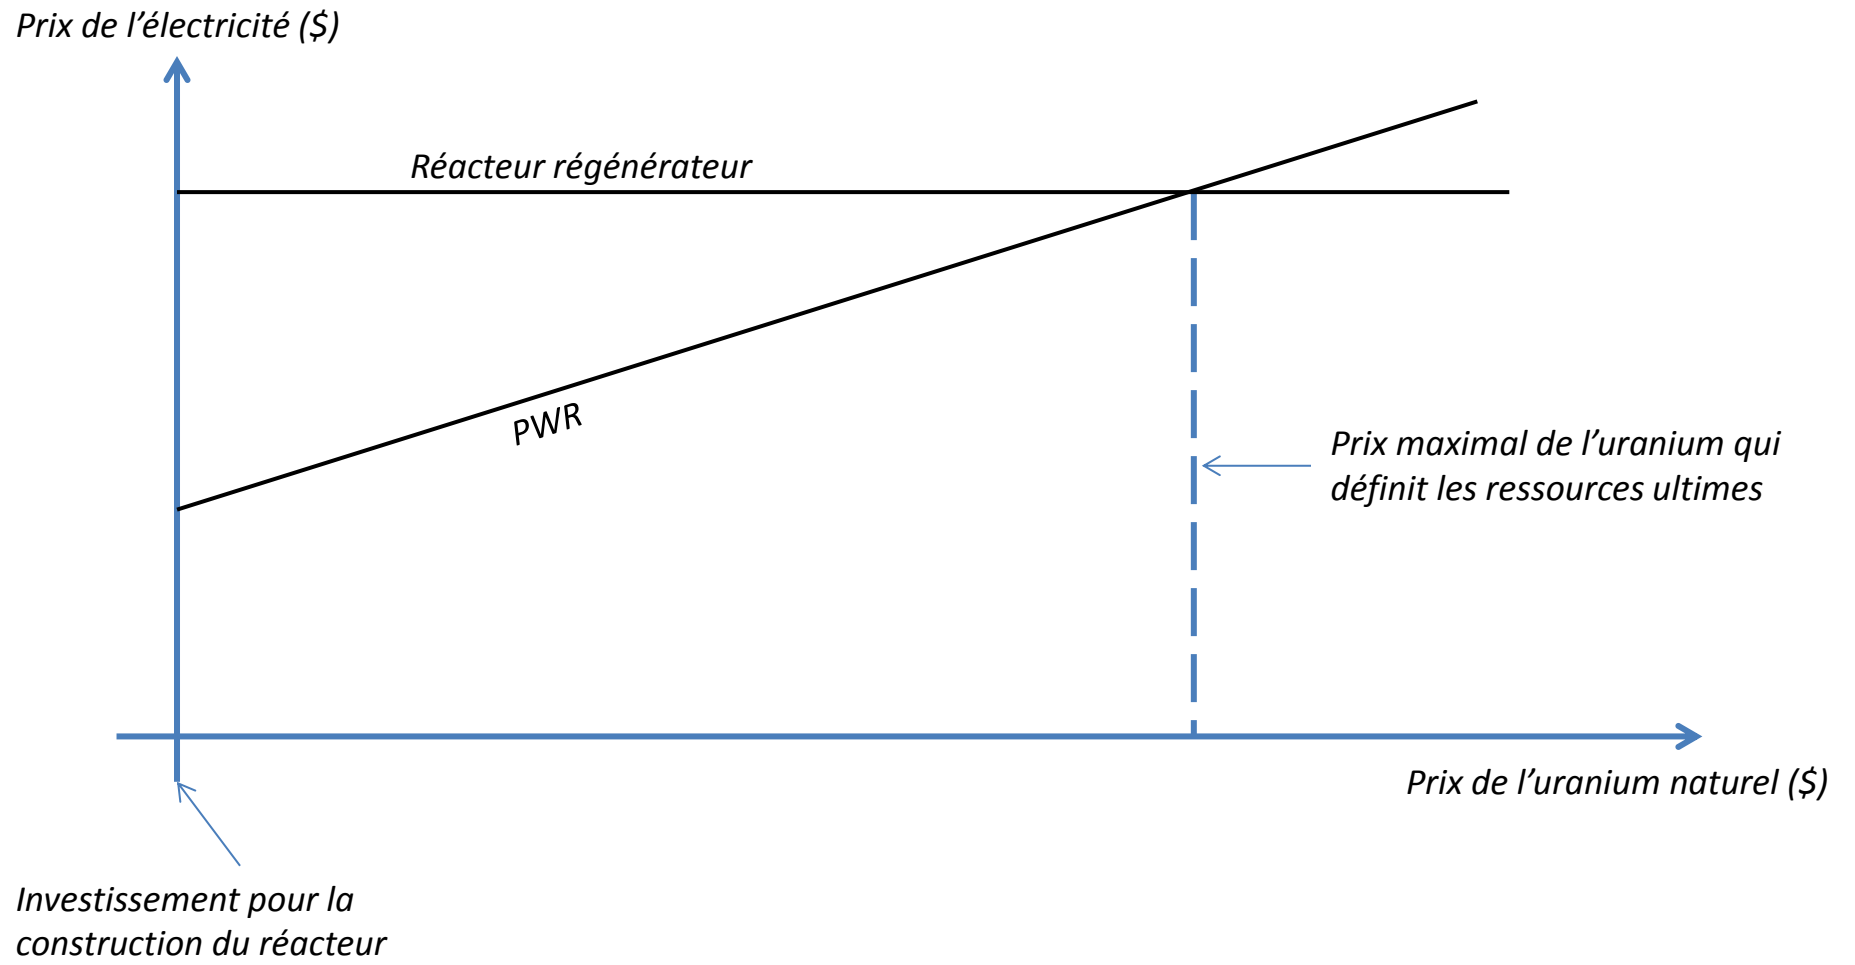 Prix de l’électricité ($)
Réacteur régénérateur
PWR
Prix maximal de l’uranium qui
définit les ressources ultimes
Prix de l’uranium naturel ($)
Investissement pour la
construction du réacteur